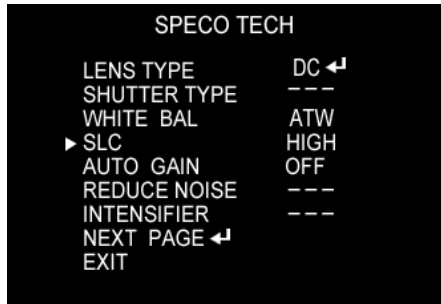 SPECO TECH
LENS TYPE DC ↵
SHUTTER TYPE ---
WHITE BAL ATW
▶ SLC HIGH
AUTO GAIN OFF
REDUCE NOISE ---
INTENSIFIER ---
NEXT PAGE ↵
EXIT